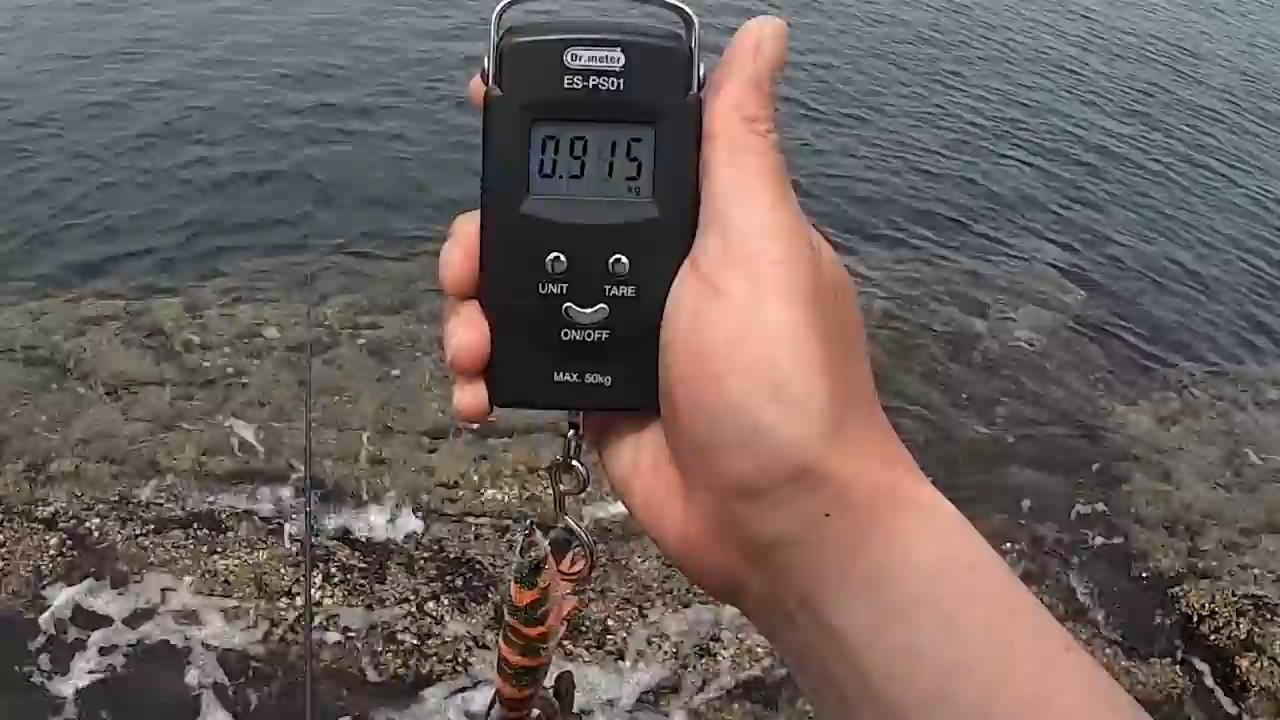 Dr.meter
ES-PS01
0.915
kg
UNIT TARE
ON/OFF
MAX. 50kg